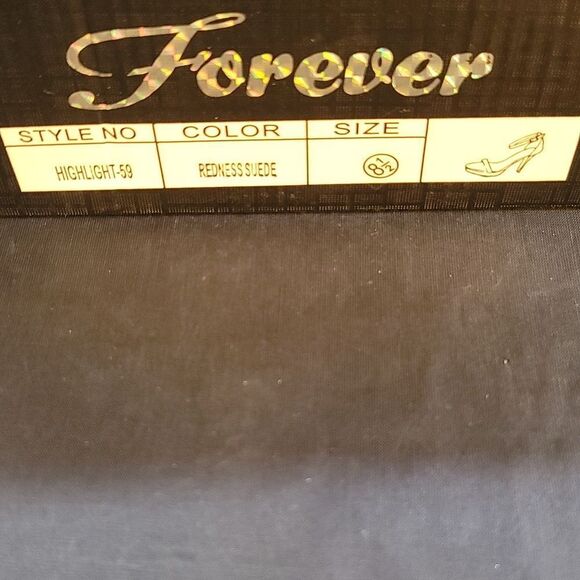 Forever
STYLE NO COLOR SIZE
HIGHLIGHT-59 REDNESS SUEDE 8 1/2